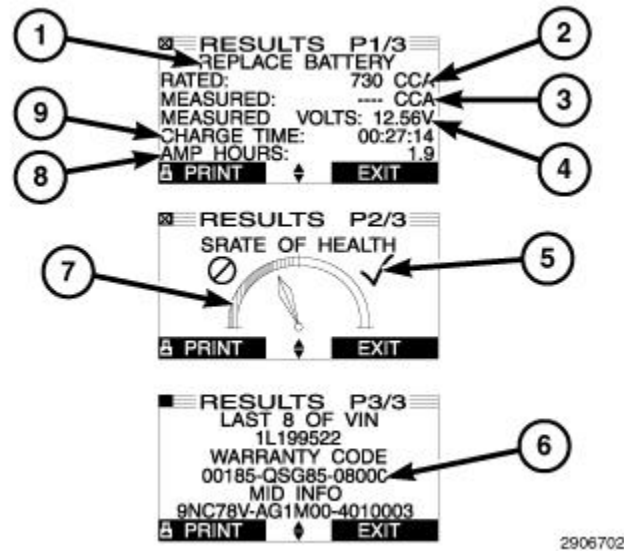 1
RESULTS P1/3
REPLACE BATTERY
RATED: 730 CCA
2
MEASURED: ---- CCA
3
MEASURED VOLTS: 12.56V
4
9
CHARGE TIME: 00:27:14
8
AMP HOURS: 1.9
PRINT EXIT
RESULTS P2/3
SRATE OF HEALTH
7
5
PRINT EXIT
RESULTS P3/3
LAST 8 OF VIN
1L199522
WARRANTY CODE
00185-QSG85-08000
6
MID INFO
9NC78V-AG1M00-4010003
PRINT EXIT
2906702